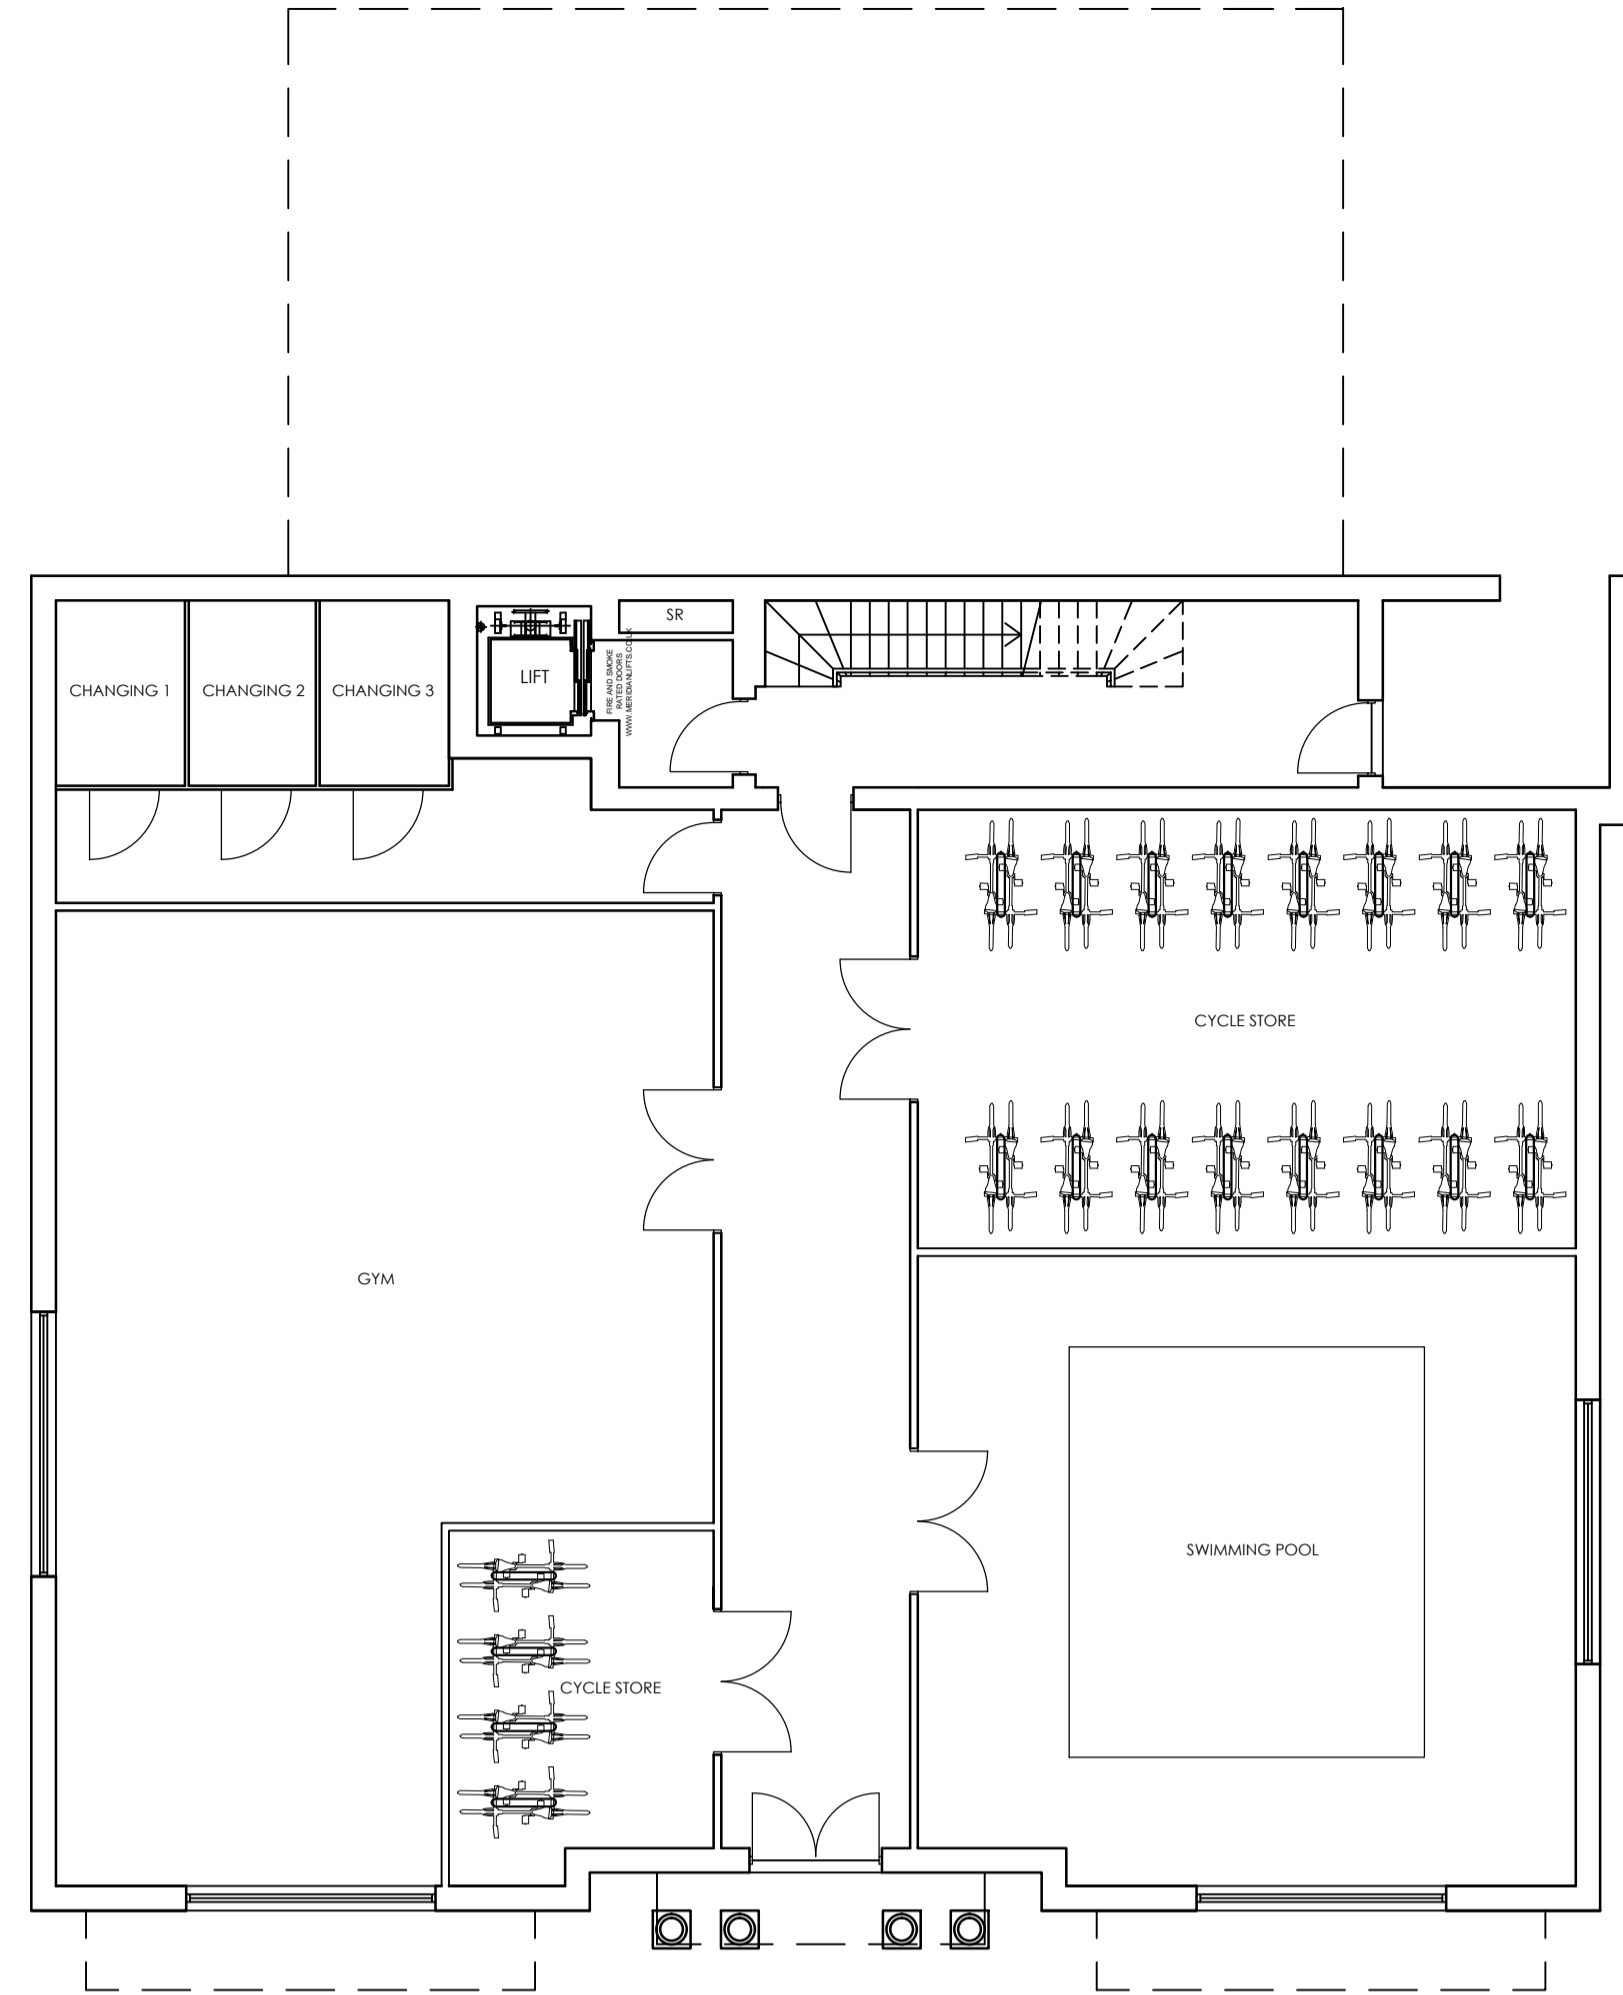 SR
CHANGING 1
CHANGING 2
CHANGING 3
LIFT
FIRE AND SMOKE
RATED DOORS
WWW.MERIDIANLIFTS.CO.UK
CYCLE STORE
GYM
SWIMMING POOL
CYCLE STORE